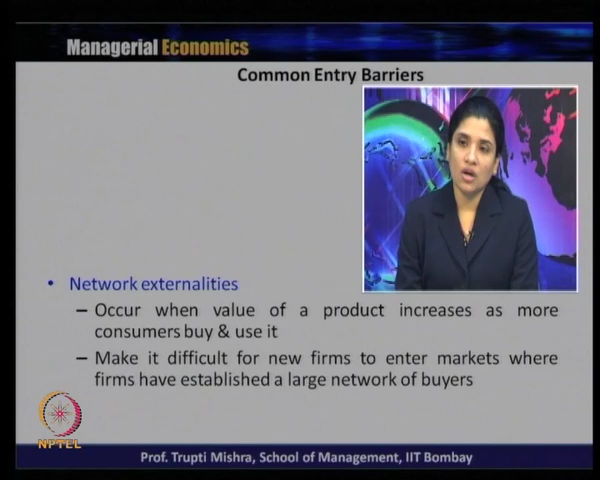 Managerial Economics
Common Entry Barriers
• Network externalities
– Occur when value of a product increases as more
consumers buy & use it
– Make it difficult for new firms to enter markets where
firms have established a large network of buyers
NPTEL
Prof. Trupti Mishra, School of Management, IIT Bombay